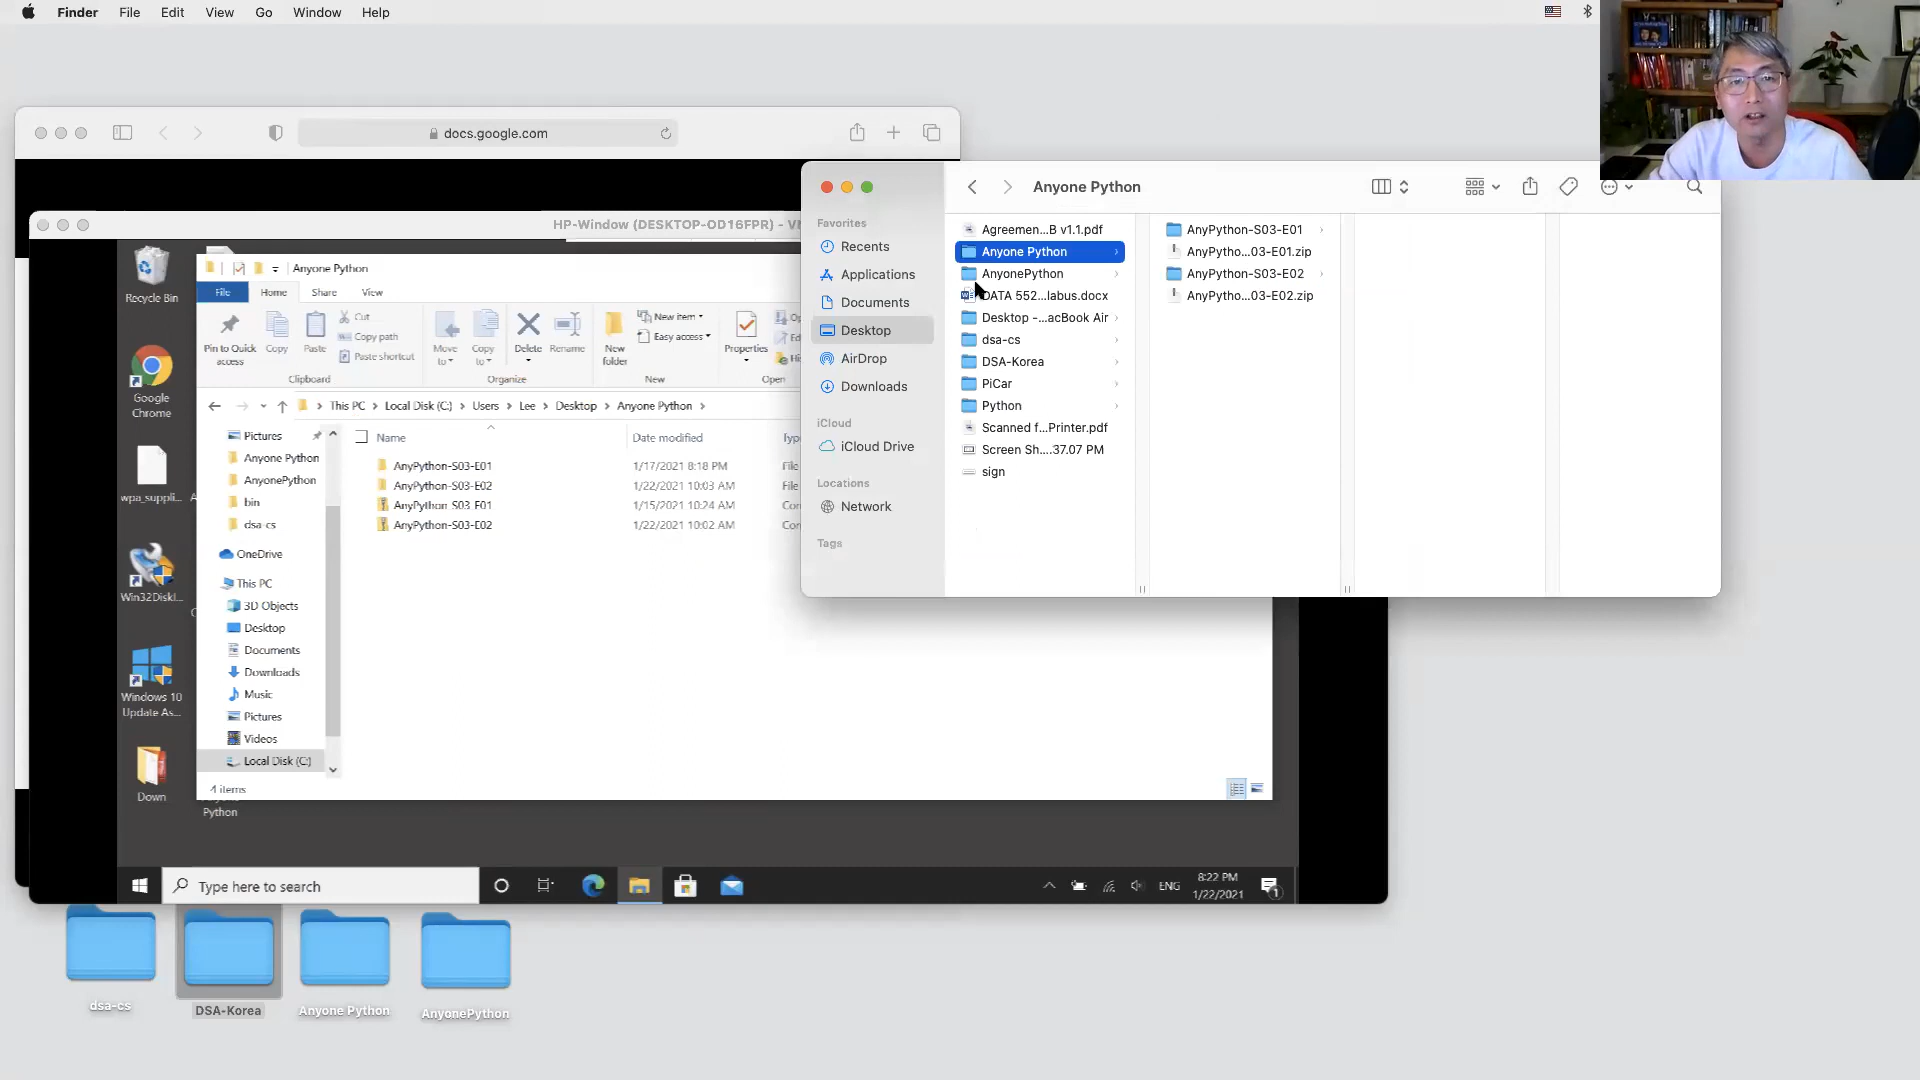 Finder File Edit View Go Window Help
docs.google.com
HP-Window (DESKTOP-OD16FPR) - VN
Recycle Bin
Google
Chrome
wpa_suppli...
Win32DiskI...
Windows 10
Update As...
Down
Python
Anyone Python
File Home Share View
Pin to Quick
access
Copy
Paste
Cut
Copy path
Paste shortcut
Clipboard
Move
to
Copy
to
Delete
Rename
Organize
New
folder
New item
Easy access
New
Properties
Open
This PC Local Disk (C:) Users Lee Desktop Anyone Python
Pictures
Anyone Python
AnyonePython
bin
dsa-cs
OneDrive
This PC
3D Objects
Desktop
Documents
Downloads
Music
Pictures
Videos
Local Disk (C:)
Name Date modified Type
AnyPython-S03-E01 1/17/2021 8:18 PM File
AnyPython-S03-E02 1/22/2021 10:03 AM File
AnyPython-S03-E01 1/15/2021 10:24 AM Con
AnyPython-S03-E02 1/22/2021 10:02 AM Con
4 items
Type here to search
ENG
8:22 PM
1/22/2021
1
Anyone Python
Favorites
Recents
Applications
Documents
Desktop
AirDrop
Downloads
iCloud
iCloud Drive
Locations
Network
Tags
Agreemen...B v1.1.pdf
Anyone Python
AnyonePython
DATA 552...labus.docx
Desktop -...acBook Air
dsa-cs
DSA-Korea
PiCar
Python
Scanned f...Printer.pdf
Screen Sh....37.07 PM
sign
AnyPython-S03-E01
AnyPytho...03-E01.zip
AnyPython-S03-E02
AnyPytho...03-E02.zip
dsa-cs
DSA-Korea
Anyone Python
AnyonePython